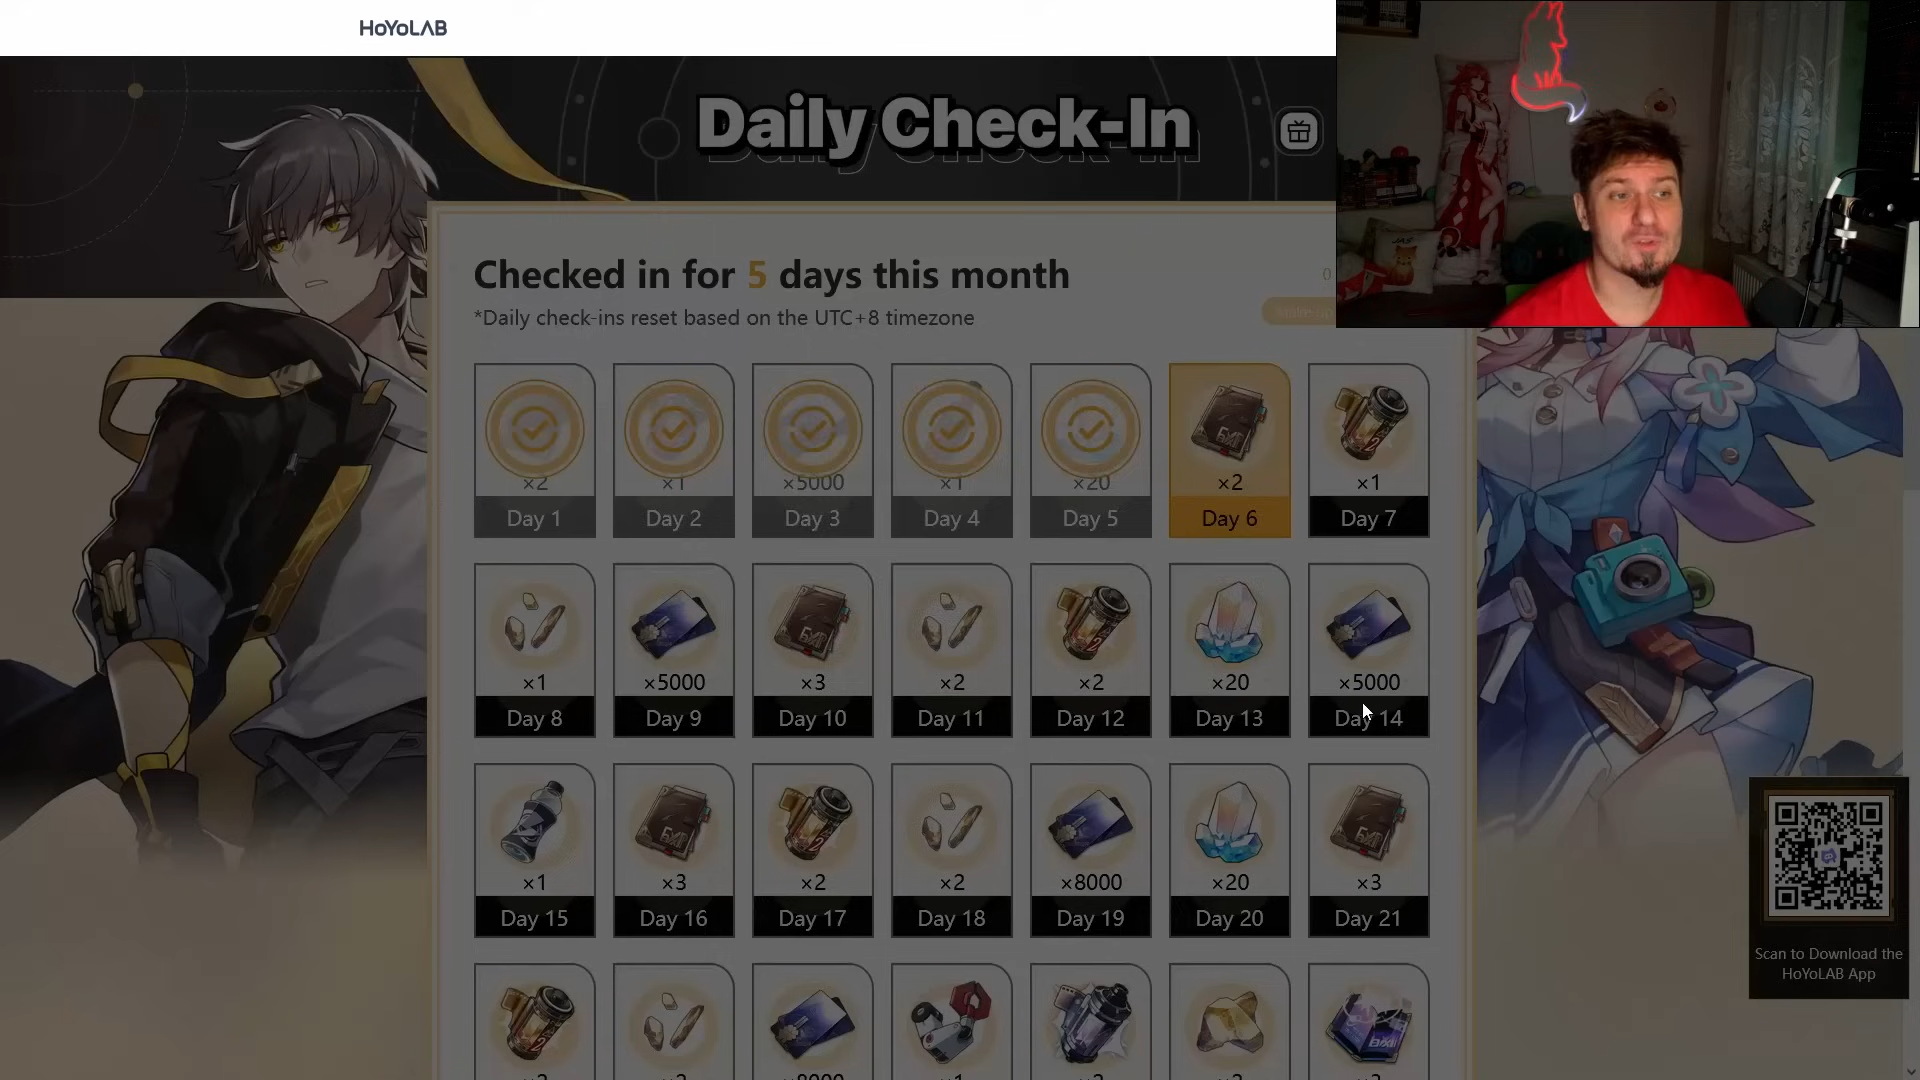 HoYoLAB
Daily Check-In
Checked in for 5 days this month
0
*Daily check-ins reset based on the UTC+8 timezone
Make up
×2
×1
×5000
×1
×20
×2
×1
Day 1
Day 2
Day 3
Day 4
Day 5
Day 6
Day 7
×1
×5000
×3
×2
×2
×20
×5000
Day 8
Day 9
Day 10
Day 11
Day 12
Day 13
Day 14
×1
×3
×2
×2
×8000
×20
×3
Day 15
Day 16
Day 17
Day 18
Day 19
Day 20
Day 21
Scan to Download the
HoYoLAB App